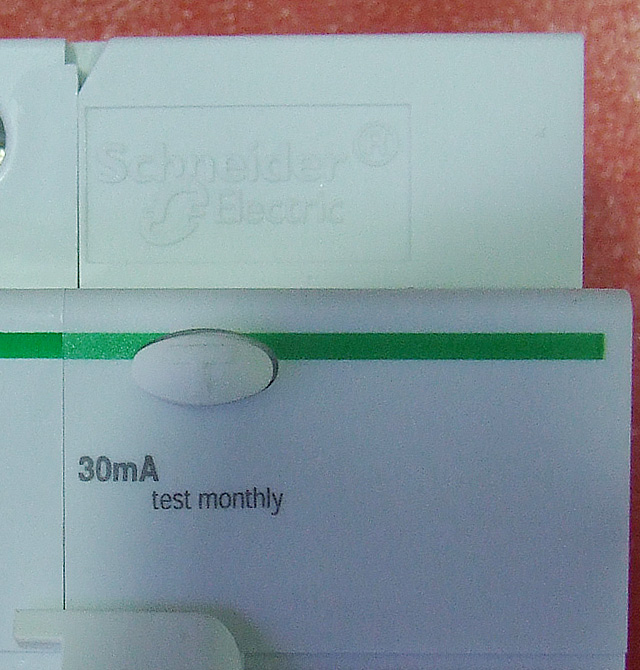 Schneider ®
Electric
30mA
test monthly